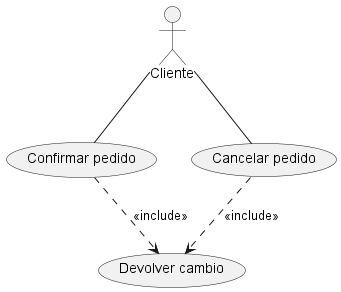 Cliente
Confirmar pedido
Cancelar pedido
«include»
«include»
Devolver cambio